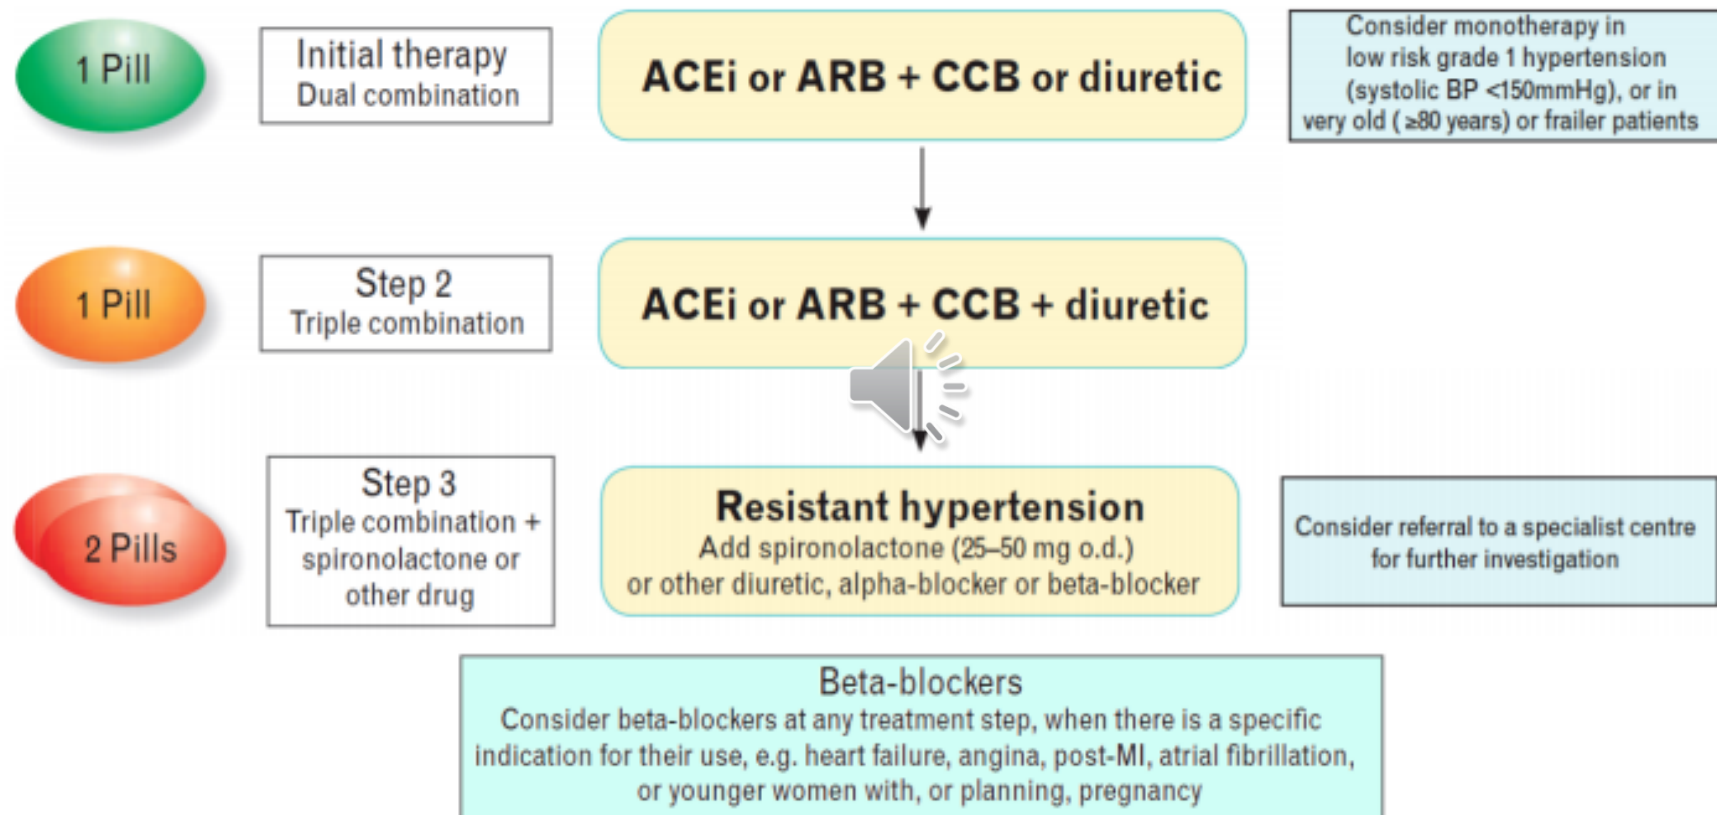 1 Pill
Initial therapy
Dual combination
ACEi or ARB + CCB or diuretic
Consider monotherapy in
low risk grade 1 hypertension
(systolic BP <150mmHg), or in
very old ( ≥80 years) or frailer patients
1 Pill
Step 2
Triple combination
ACEi or ARB + CCB + diuretic
2 Pills
Step 3
Triple combination +
spironolactone or
other drug
Resistant hypertension
Add spironolactone (25–50 mg o.d.)
or other diuretic, alpha-blocker or beta-blocker
Consider referral to a specialist centre
for further investigation
Beta-blockers
Consider beta-blockers at any treatment step, when there is a specific
indication for their use, e.g. heart failure, angina, post-MI, atrial fibrillation,
or younger women with, or planning, pregnancy